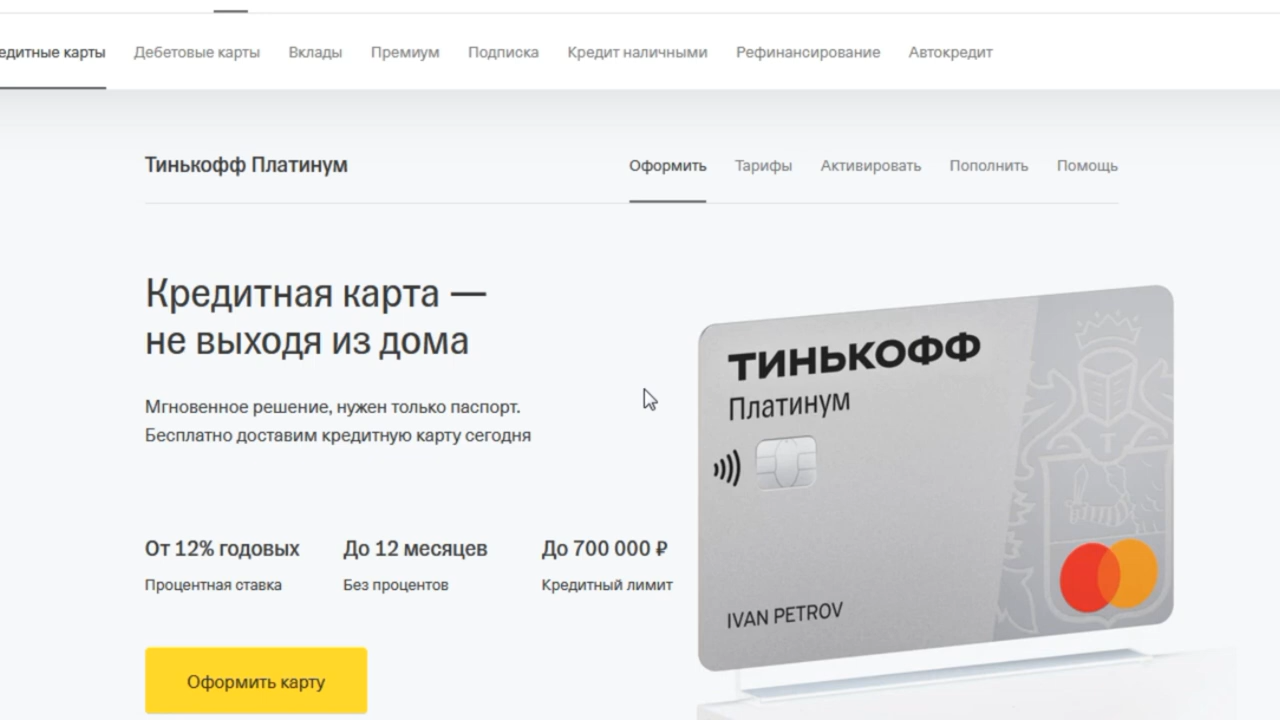 едитные карты Дебетовые карты Вклады Премиум Подписка Кредит наличными Рефинансирование Автокредит
Тинькофф Платинум Оформить Тарифы Активировать Пополнить Помощь
Кредитная карта —
не выходя из дома
Мгновенное решение, нужен только паспорт.
Бесплатно доставим кредитную карту сегодня
От 12% годовых До 12 месяцев До 700 000 ₽
Процентная ставка Без процентов Кредитный лимит
Оформить карту
ТИНЬКОФФ
Платинум
Т
IVAN PETROV